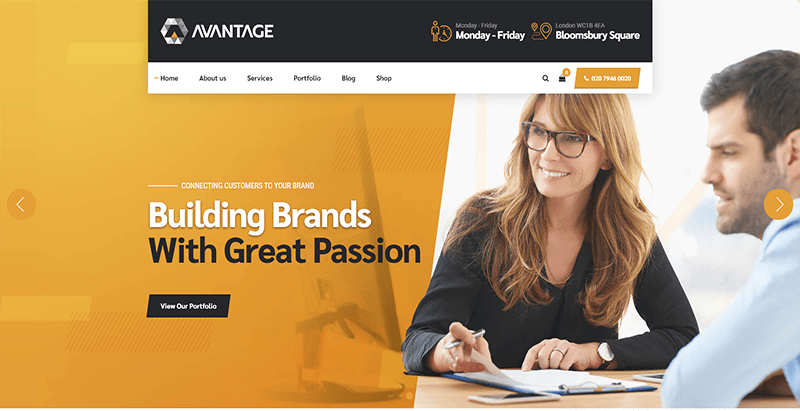 AVANTAGE
Monday - Friday
Monday - Friday
London WC1B 4EA
Bloomsbury Square
Home About us Services Portfolio Blog Shop
0
020 7946 0020
CONNECTING CUSTOMERS TO YOUR BRAND
Building Brands
With Great Passion
View Our Portfolio